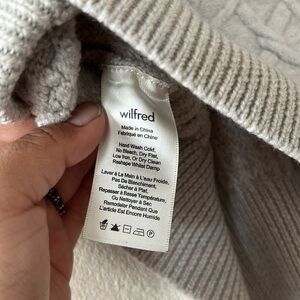 wilfred
Made in China
Fabriqué en Chine
Hand Wash Cold,
No Bleach, Dry Flat,
Low Iron, Or Dry Clean
Reshape Whilst Damp
Laver À La Main À L'eau Froide,
Pas De Blanchiment,
Sécher À Plat,
Repasser À Basse Température,
Ou Nettoyer À Sec
Remodeler Pendant Que
L'article Est Encore Humide